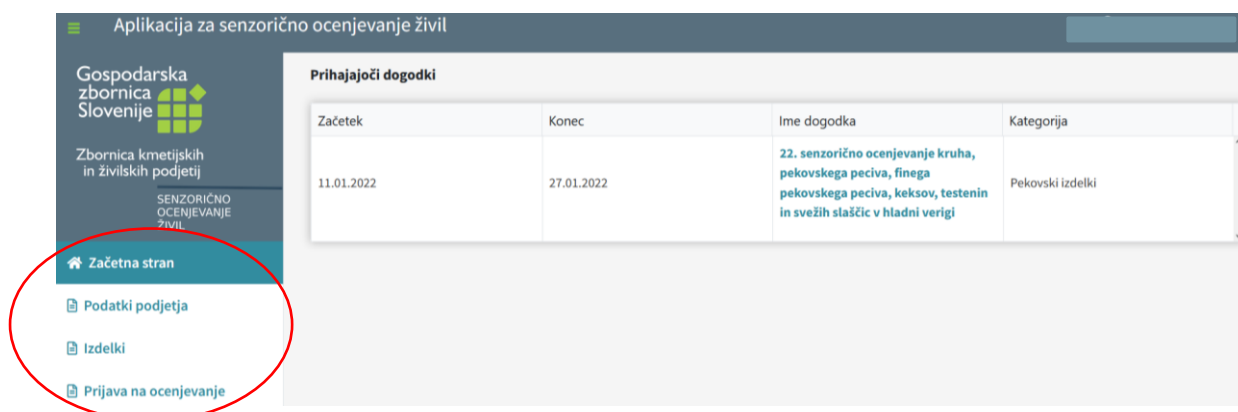 Aplikacija za senzorično ocenjevanje živil
Gospodarska
zbornica
Slovenije
Zbornica kmetijskih
in živilskih podjetij
SENZORIČNO
OCENJEVANJE
ŽIVIL
Začetna stran
Podatki podjetja
Izdelki
Prijava na ocenjevanje
Prihajajoči dogodki
Začetek Konec Ime dogodka Kategorija
22. senzorično ocenjevanje kruha,
pekovskega peciva, finega
11.01.2022 27.01.2022 pekovskega peciva, keksov, testenin Pekovski izdelki
in svežih slaščic v hladni verigi